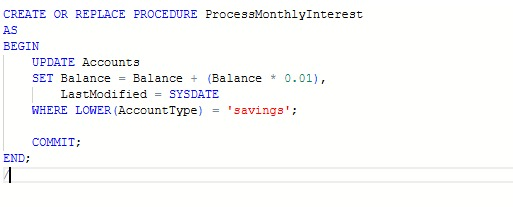 CREATE OR REPLACE PROCEDURE ProcessMonthlyInterest
AS
BEGIN
    UPDATE Accounts
    SET Balance = Balance + (Balance * 0.01),
        LastModified = SYSDATE
    WHERE LOWER(AccountType) = 'savings';

    COMMIT;
END;
/